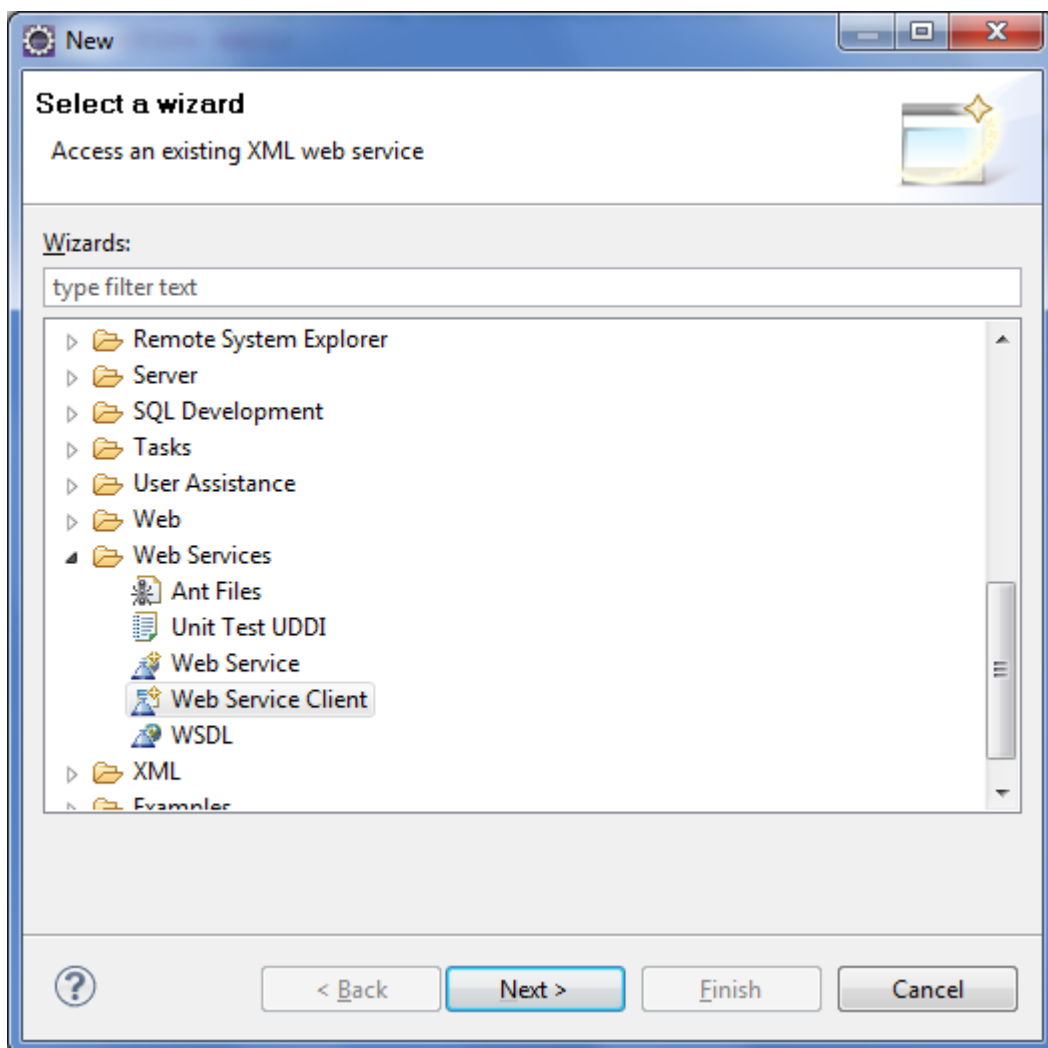 New
Select a wizard
Access an existing XML web service
Wizards:
type filter text
Remote System Explorer
Server
SQL Development
Tasks
User Assistance
Web
Web Services
Ant Files
Unit Test UDDI
Web Service
Web Service Client
WSDL
XML
Examples
< Back Next > Finish Cancel